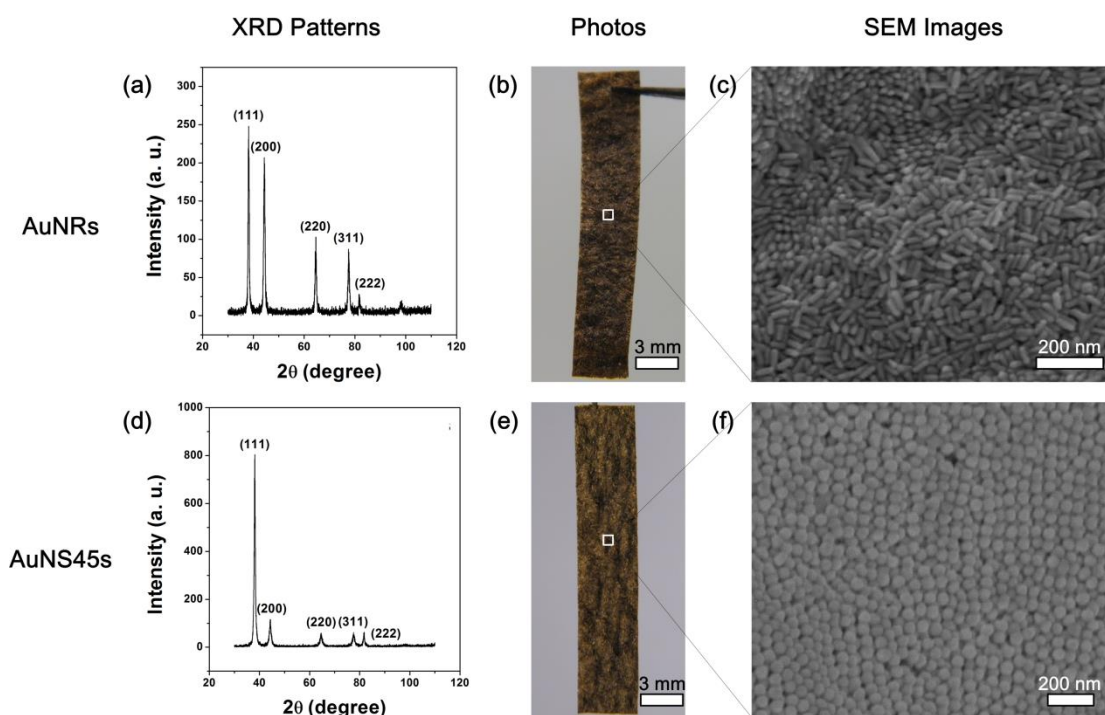 XRD Patterns
Photos
SEM Images
AuNRs
(a)
300
250
200
150
100
50
0
20
40
60
80
100
120
Intensity (a. u.)
2θ (degree)
(111)
(200)
(220)
(311)
(222)
(b)
3 mm
(c)
200 nm
AuNS45s
(d)
1000
800
600
400
200
0
20
40
60
80
100
120
Intensity (a. u.)
2θ (degree)
(111)
(200)
(220)
(311)
(222)
(e)
3 mm
(f)
200 nm